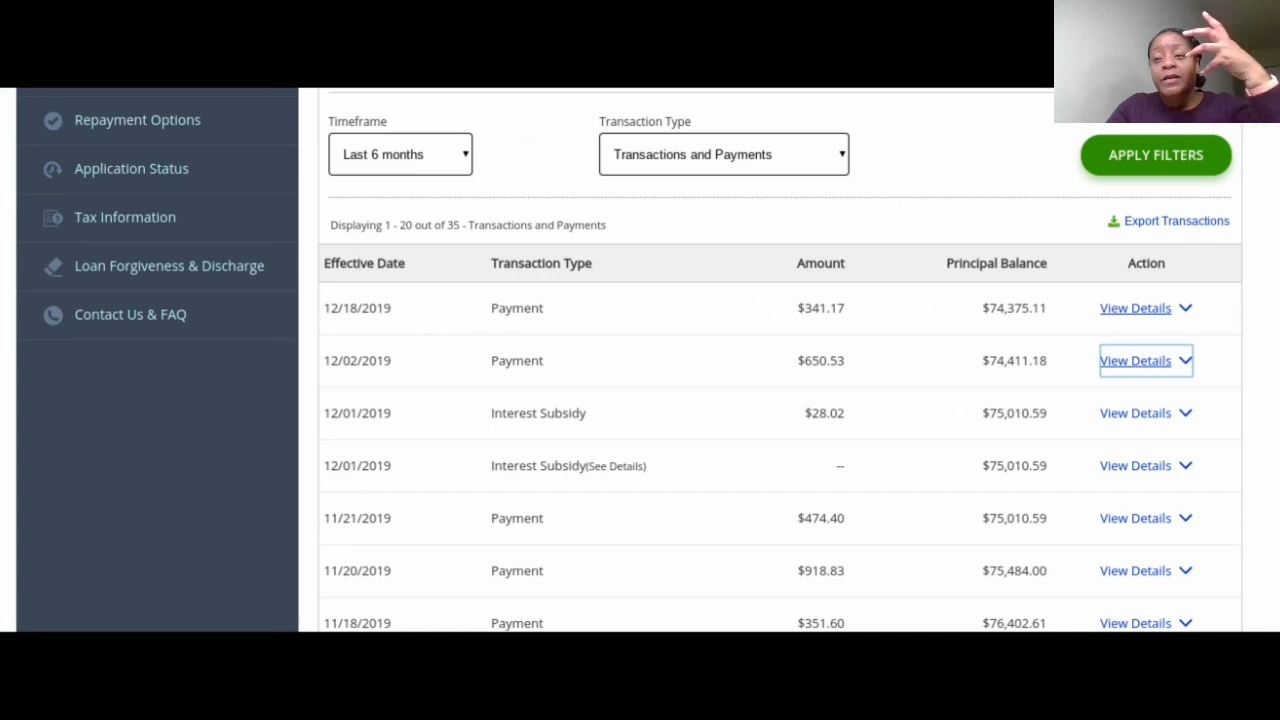 Repayment Options
Application Status
Tax Information
Loan Forgiveness & Discharge
Contact Us & FAQ
Timeframe Transaction Type
Last 6 months Transactions and Payments APPLY FILTERS
Displaying 1 - 20 out of 35 - Transactions and Payments Export Transactions
Effective Date Transaction Type Amount Principal Balance Action
12/18/2019 Payment $341.17 $74,375.11 View Details
12/02/2019 Payment $650.53 $74,411.18 View Details
12/01/2019 Interest Subsidy $28.02 $75,010.59 View Details
12/01/2019 Interest Subsidy(See Details) -- $75,010.59 View Details
11/21/2019 Payment $474.40 $75,010.59 View Details
11/20/2019 Payment $918.83 $75,484.00 View Details
11/18/2019 Payment $351.60 $76,402.61 View Details